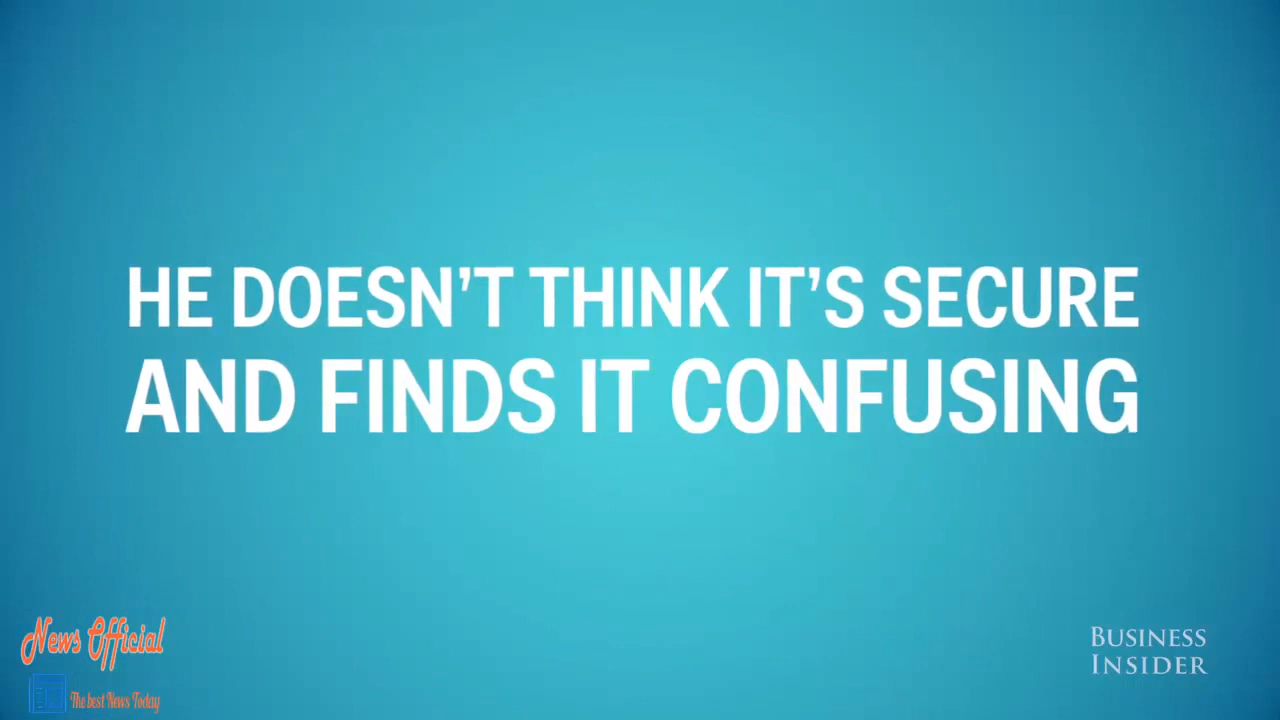 HE DOESN'T THINK IT'S SECURE
AND FINDS IT CONFUSING
News Official
The best News Today
BUSINESS
INSIDER